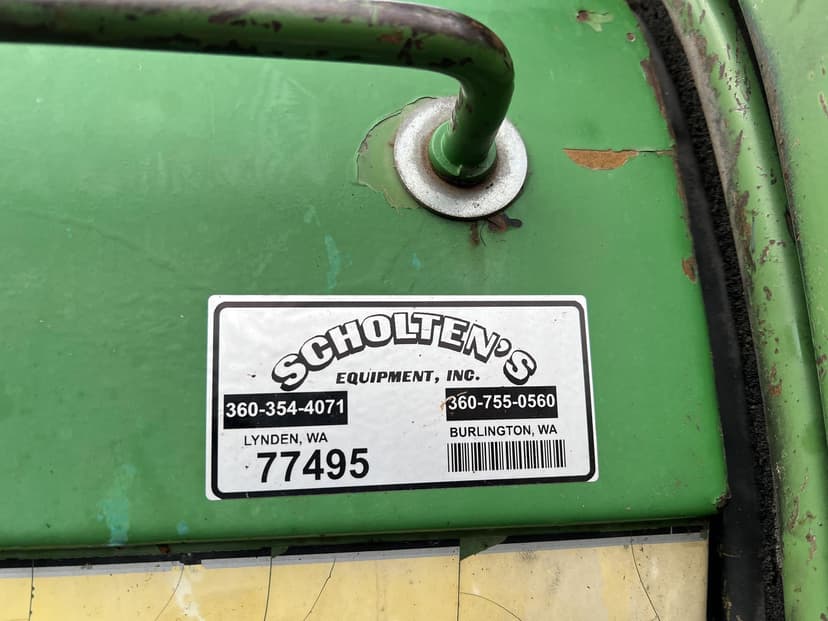 SCHOLTEN'S
EQUIPMENT, INC.
360-354-4071 360-755-0560
LYNDEN, WA BURLINGTON, WA
77495